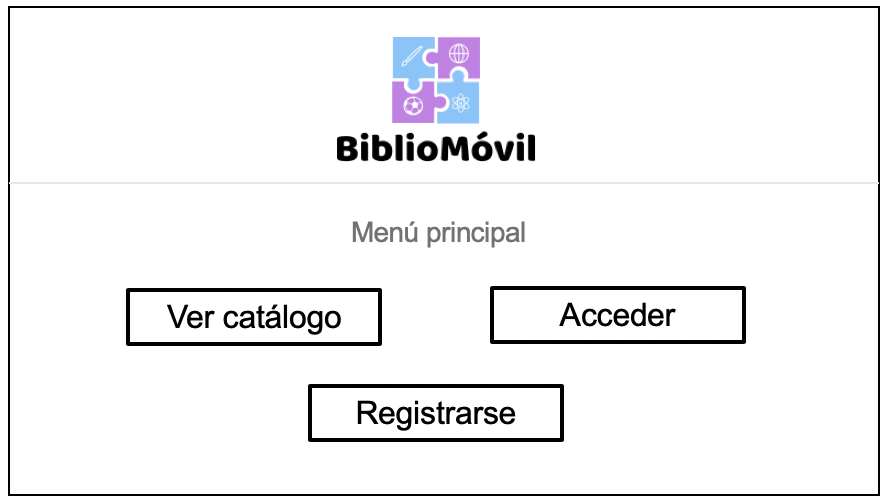 BiblioMóvil
Menú principal
Ver catálogo
Acceder
Registrarse